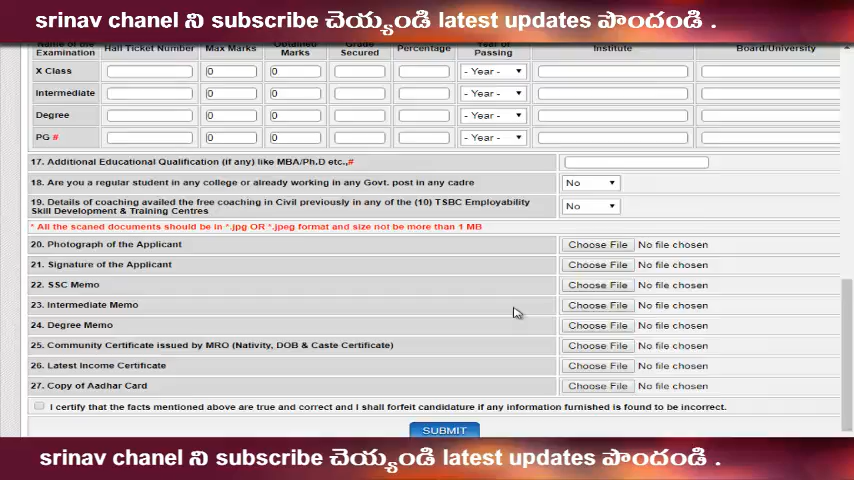 srinav chanel ని subscribe చెయ్యండి latest updates పొందండి .
Name of the Examination Hall Ticket Number Max Marks Obtained Marks Grade Secured Percentage Year of Passing Institute Board/University
X Class 0 0 - Year -
Intermediate 0 0 - Year -
Degree 0 0 - Year -
PG # 0 0 - Year -
17. Additional Educational Qualification (if any) like MBA/Ph.D etc.,#
18. Are you a regular student in any college or already working in any Govt. post in any cadre No
19. Details of coaching availed the free coaching in Civil previously in any of the (10) TSBC Employability
Skill Development & Training Centres No
* All the scaned documents should be in *.jpg OR *.jpeg format and size not be more than 1 MB
20. Photograph of the Applicant Choose File No file chosen
21. Signature of the Applicant Choose File No file chosen
22. SSC Memo Choose File No file chosen
23. Intermediate Memo Choose File No file chosen
24. Degree Memo Choose File No file chosen
25. Community Certificate issued by MRO (Nativity, DOB & Caste Certificate) Choose File No file chosen
26. Latest Income Certificate Choose File No file chosen
27. Copy of Aadhar Card Choose File No file chosen
I certify that the facts mentioned above are true and correct and I shall forfeit candidature if any information furnished is found to be incorrect.
SUBMIT
srinav chanel ని subscribe చెయ్యండి latest updates పొందండి .